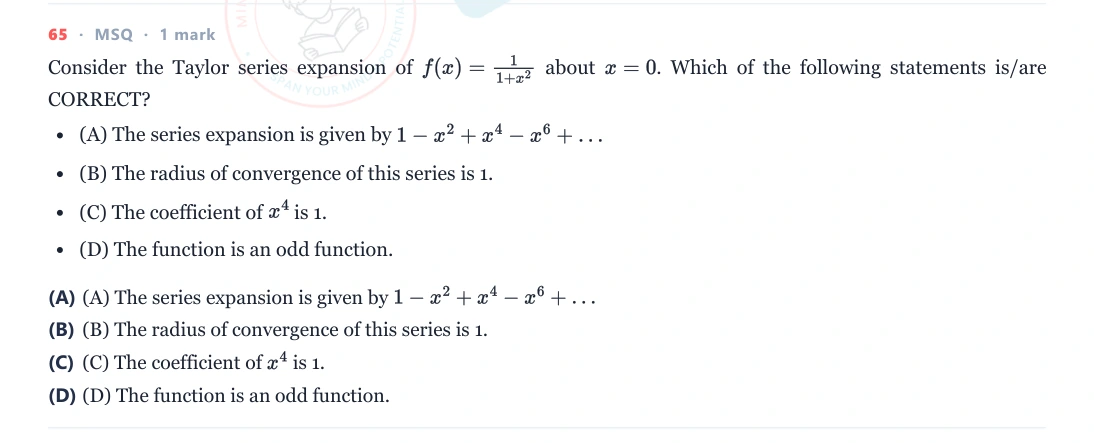 65 · MSQ · 1 mark
Consider the Taylor series expansion of f(x) = 1/(1+x²) about x = 0. Which of the following statements is/are
CORRECT?
• (A) The series expansion is given by 1 − x² + x⁴ − x⁶ + …
• (B) The radius of convergence of this series is 1.
• (C) The coefficient of x⁴ is 1.
• (D) The function is an odd function.
(A) (A) The series expansion is given by 1 − x² + x⁴ − x⁶ + …
(B) (B) The radius of convergence of this series is 1.
(C) (C) The coefficient of x⁴ is 1.
(D) (D) The function is an odd function.